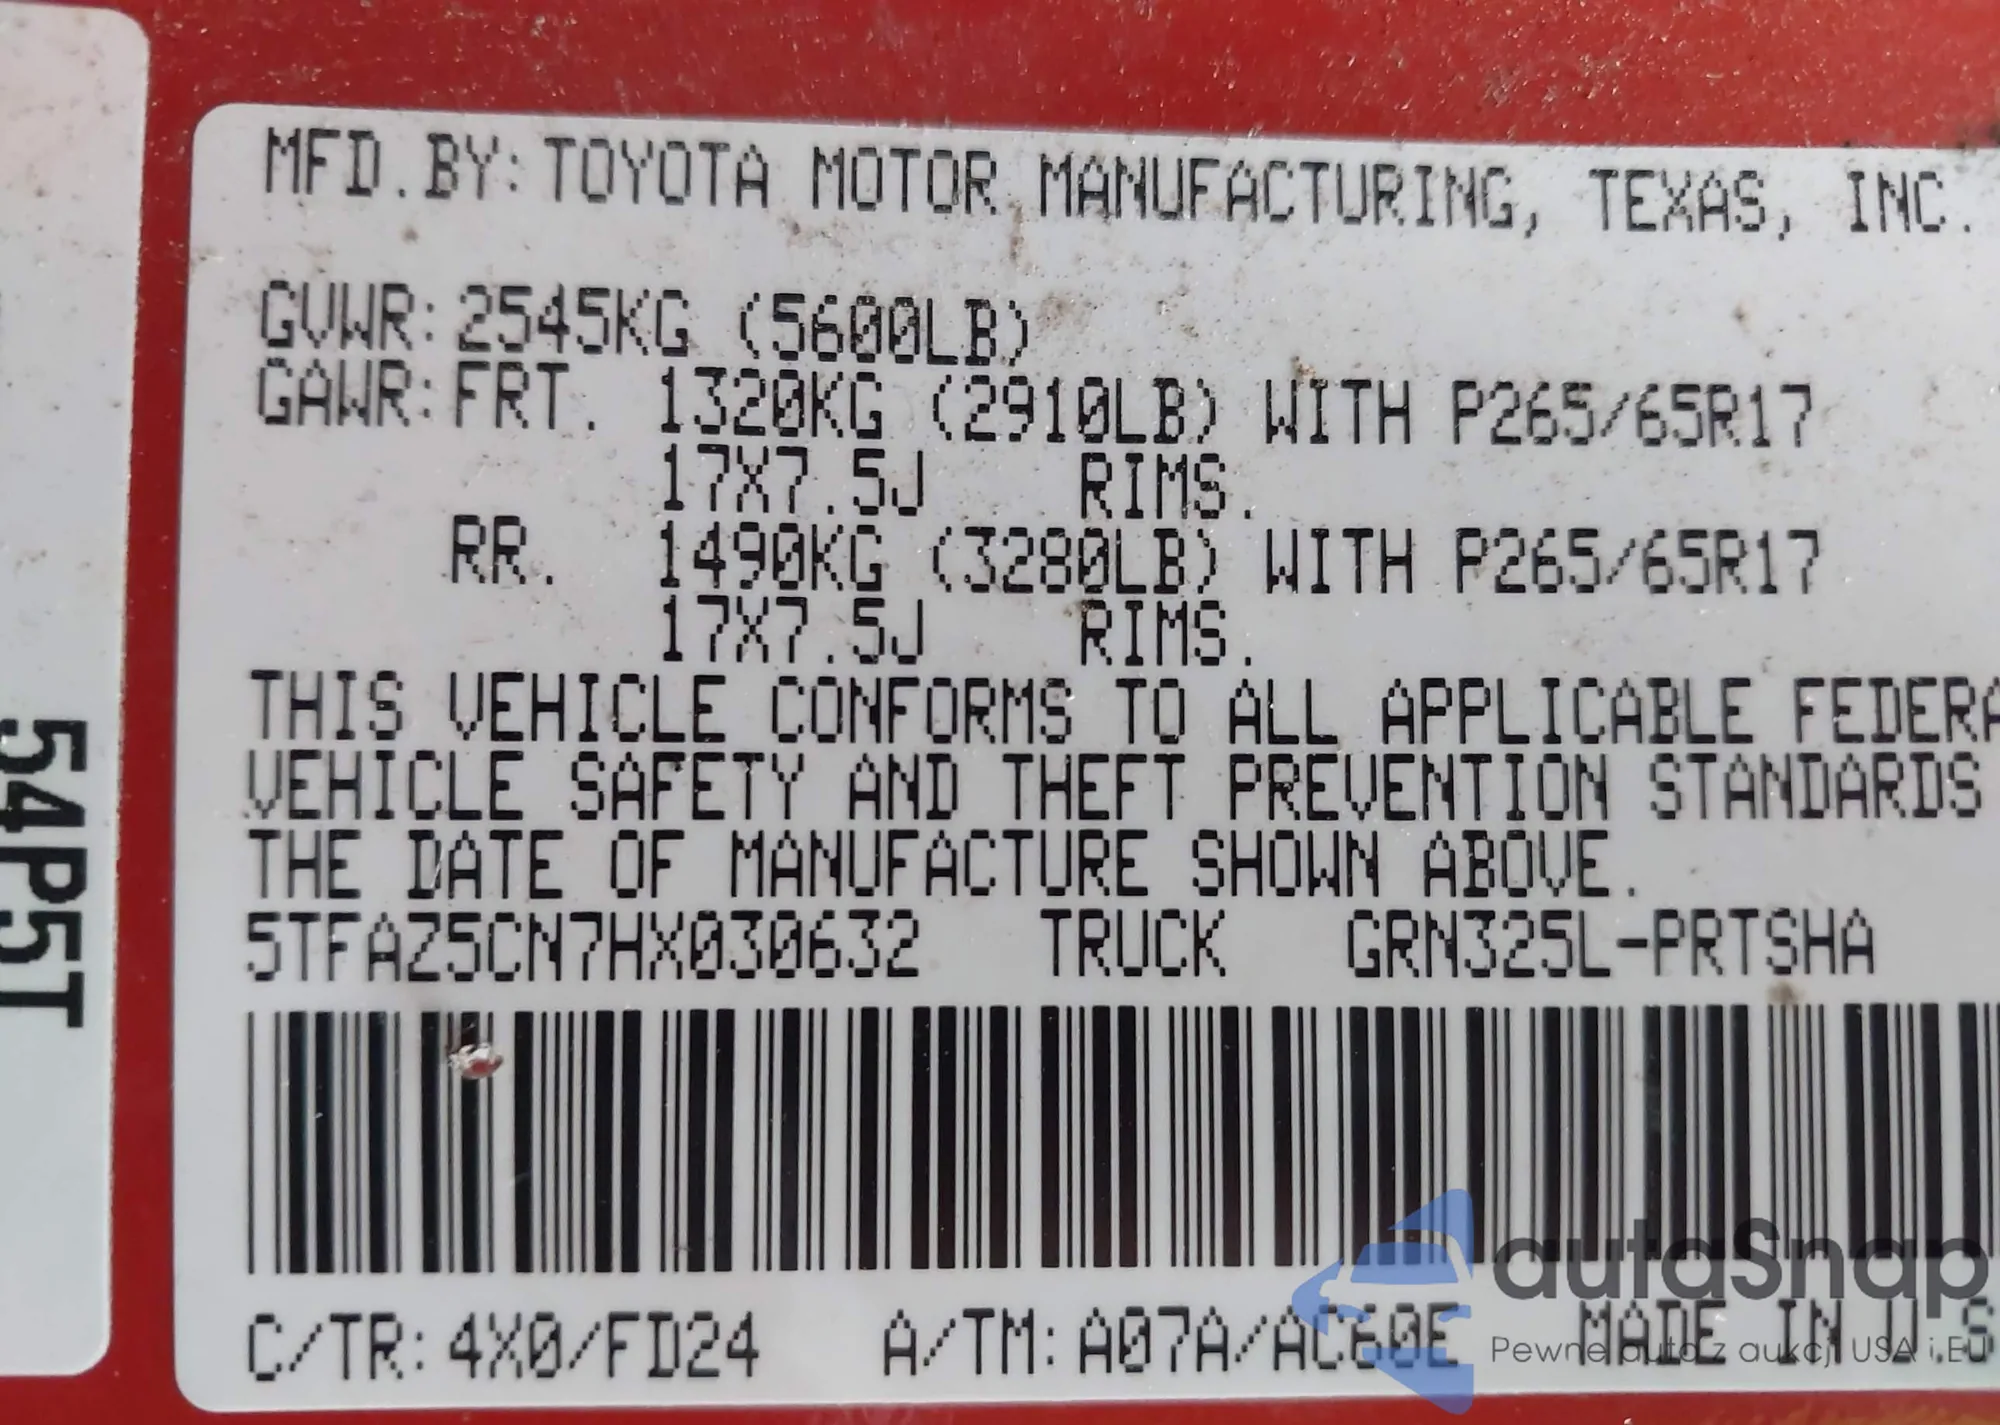 MFD.BY:TOYOTA MOTOR MANUFACTURING, TEXAS, INC.
GVWR:2545KG (5600LB)
GAWR:FRT. 1320KG (2910LB) WITH P265/65R17
17X7.5J RIMS.
RR. 1490KG (3280LB) WITH P265/65R17
17X7.5J RIMS.
THIS VEHICLE CONFORMS TO ALL APPLICABLE FEDERA
VEHICLE SAFETY AND THEFT PREVENTION STANDARDS
THE DATE OF MANUFACTURE SHOWN ABOVE.
5TFAZ5CN7HX030632 TRUCK GRN325L-PRTSHA
C/TR:4X0/FD24 A/TM:A07A/AC60E MADE IN U.S
54P5T
autaSnap
Pewne auta z aukcji USA i EU